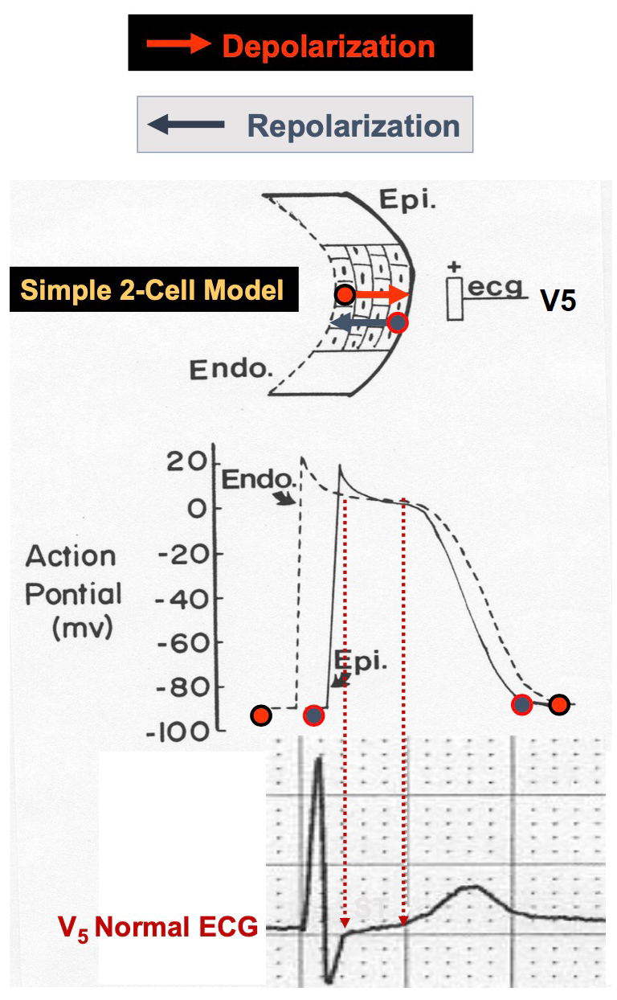 Depolarization
Repolarization
Epi.
Simple 2-Cell Model
+
ecg
V5
Endo.
20
Endo.
0
Action
-20
Pontial
-40
(mv)
-60
Epi.
-80
-100
ST
V5 Normal ECG